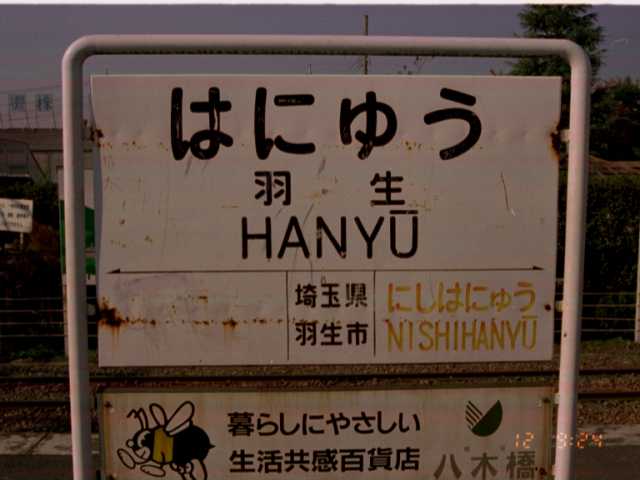 はにゅう
羽生
HANYŪ
埼玉県
羽生市
にしはにゅう
NISHIHANYŪ
暮らしにやさしい
生活共感百貨店
八木橋
12 9:24